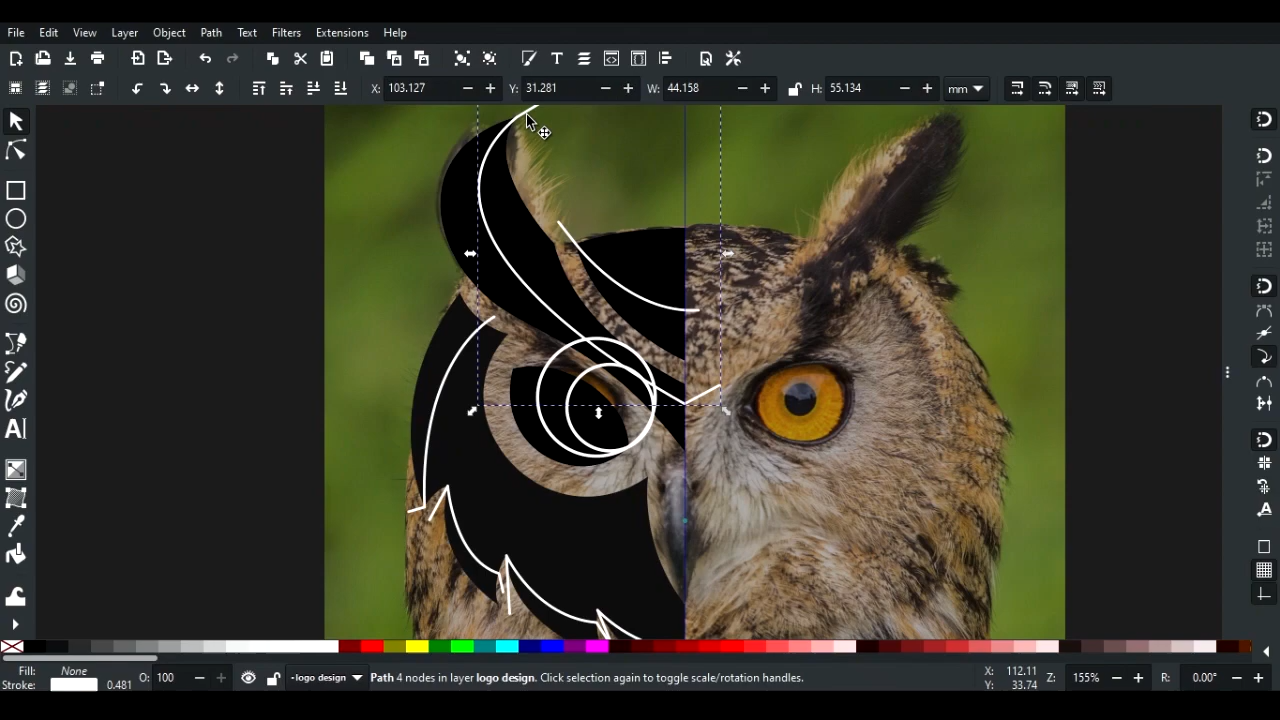 File Edit View Layer Object Path Text Filters Extensions Help
X: 103.127 Y: 31.281 W: 44.158 H: 55.134 mm
Fill: None
Stroke: 0.481 O: 100 logo design Path 4 nodes in layer logo design. Click selection again to toggle scale/rotation handles. X: 112.11 Y: 33.74 Z: 155% R: 0.00°